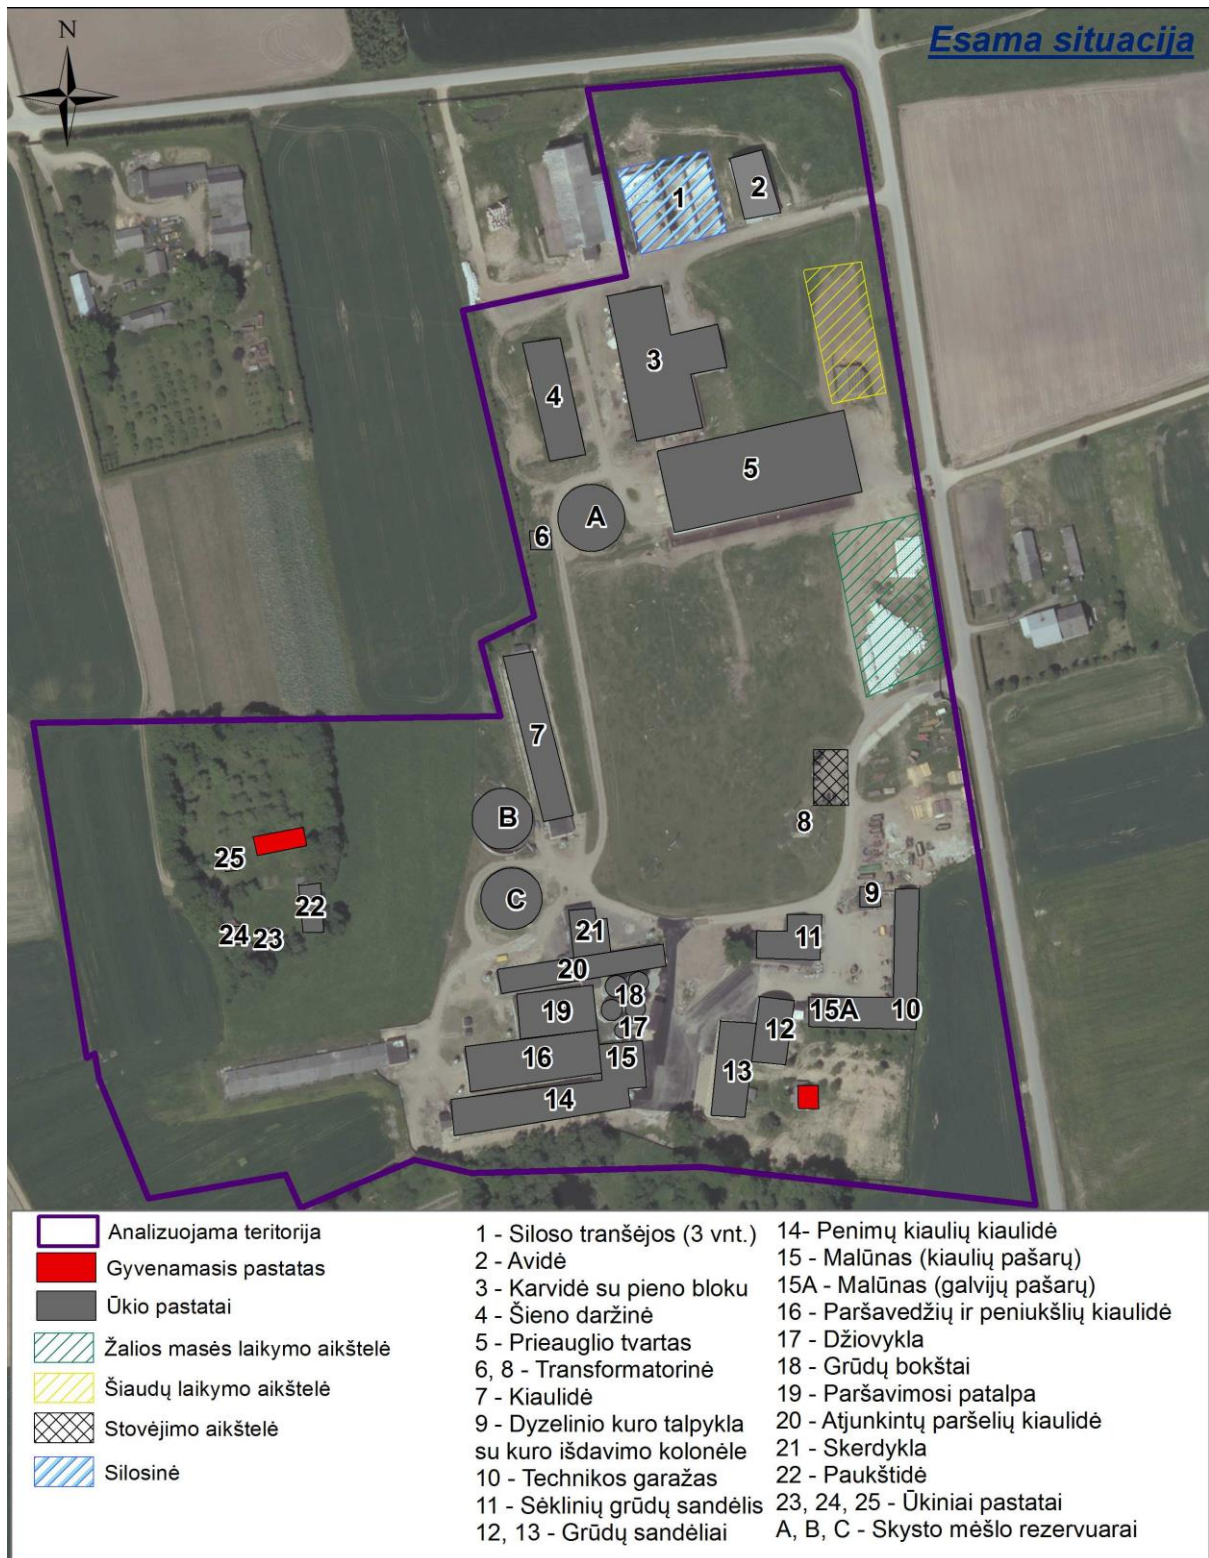 N
Esama situacija
1
2
3
4
5
A
6
7
B
8
25
C
9
22
24 23
21
11
20
18
15A
10
19
17
12
16
15
13
14
Analizuojama teritorija
Gyvenamasis pastatas
Ūkio pastatai
Žalios masės laikymo aikštelė
Šiaudų laikymo aikštelė
Stovėjimo aikštelė
Silosinė
1 - Siloso tranšėjos (3 vnt.)
2 - Avidė
3 - Karvidė su pieno bloku
4 - Šieno daržinė
5 - Prieauglio tvartas
6, 8 - Transformatorinė
7 - Kiaulidė
9 - Dyzelinio kuro talpykla
su kuro išdavimo kolonėle
10 - Technikos garažas
11 - Sėklinių grūdų sandėlis
12, 13 - Grūdų sandėliai
14- Penimų kiaulių kiaulidė
15 - Malūnas (kiaulių pašarų)
15A - Malūnas (galvijų pašarų)
16 - Paršavedžių ir peniukšlių kiaulidė
17 - Džiovykla
18 - Grūdų bokštai
19 - Paršavimosi patalpa
20 - Atjunkintų paršelių kiaulidė
21 - Skerdykla
22 - Paukštidė
23, 24, 25 - Ūkiniai pastatai
A, B, C - Skysto mėšlo rezervuarai